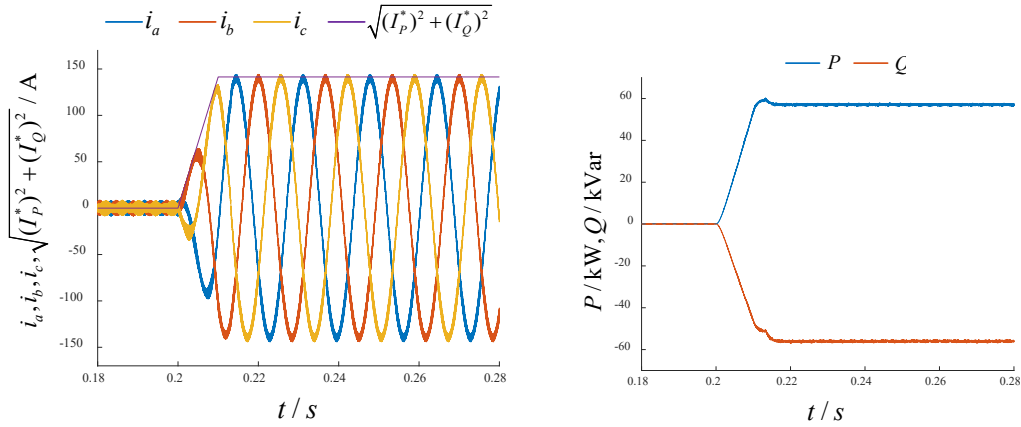 i_a i_b i_c √((I_P^*)^2 + (I_Q^*)^2)
i_a, i_b, i_c, √((I_P^*)^2 + (I_Q^*)^2) / A
150
100
50
0
-50
-100
-150
0.18 0.2 0.22 0.24 0.26 0.28
t / s
P Q
P / kW, Q / kVar
60
40
20
0
-20
-40
-60
0.18 0.2 0.22 0.24 0.26 0.28
t / s